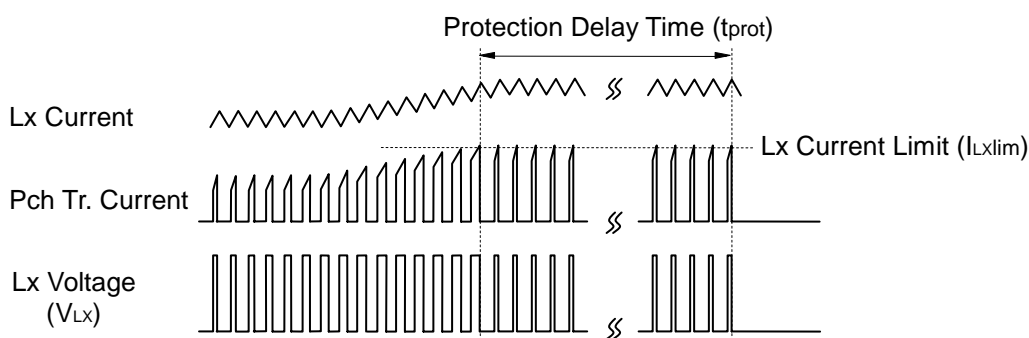 Protection Delay Time (tprot)
Lx Current
Lx Current Limit (ILXlim)
Pch Tr. Current
Lx Voltage
(VLX)